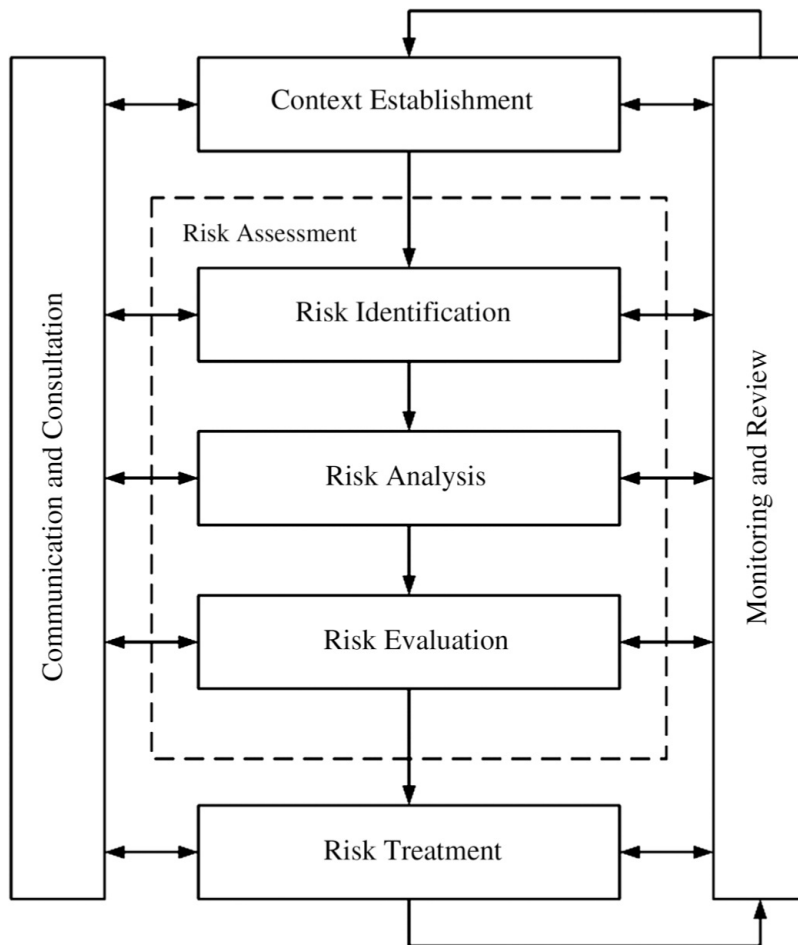 Context Establishment
Risk Assessment
Risk Identification
Risk Analysis
Risk Evaluation
Risk Treatment
Communication and Consultation
Monitoring and Review